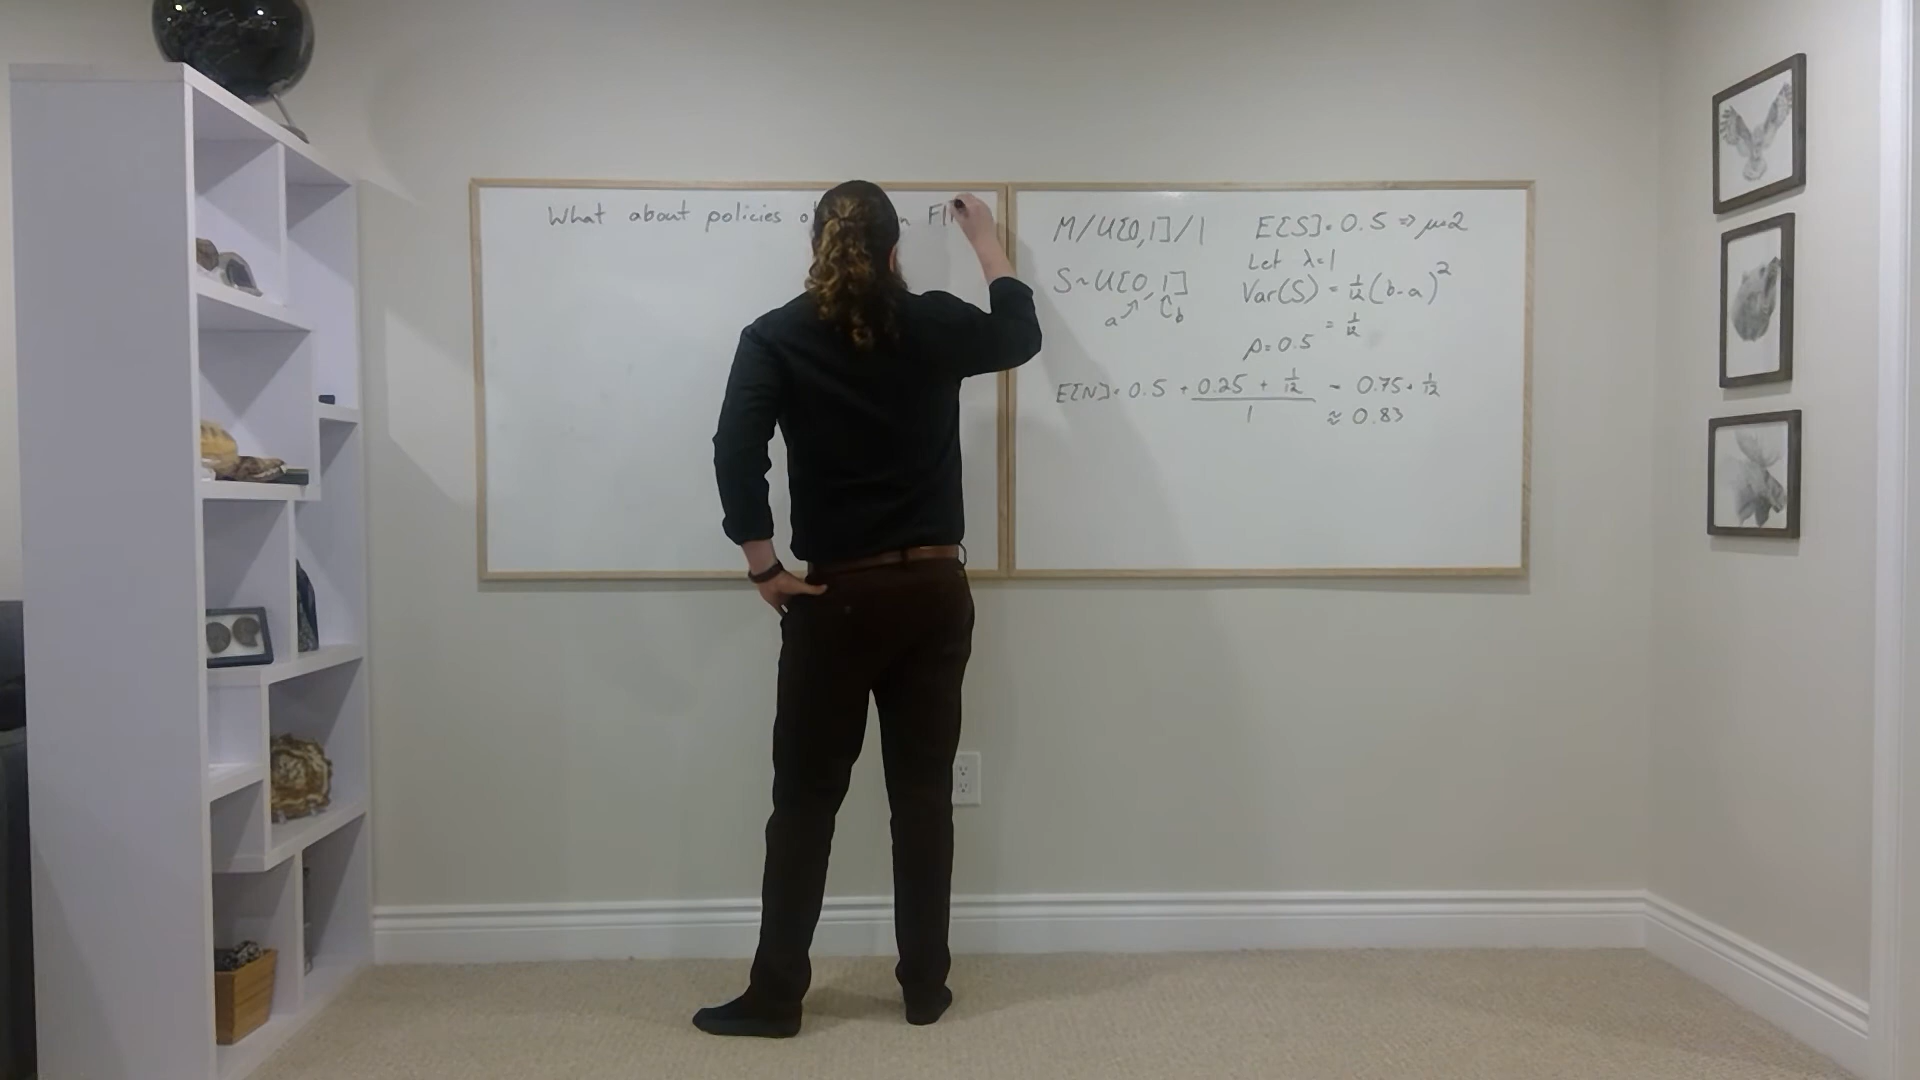 What about policies
M/U[0,1]/1 E[S]=0.5 => μ=2
Let λ=1
S~U[0,1] Var(S) = 1/12 (b-a)^2
a b
= 1/12
ρ=0.5
E[N]= 0.5 + (0.25 + 1/12)/1 = 0.75 + 1/12
≈ 0.83